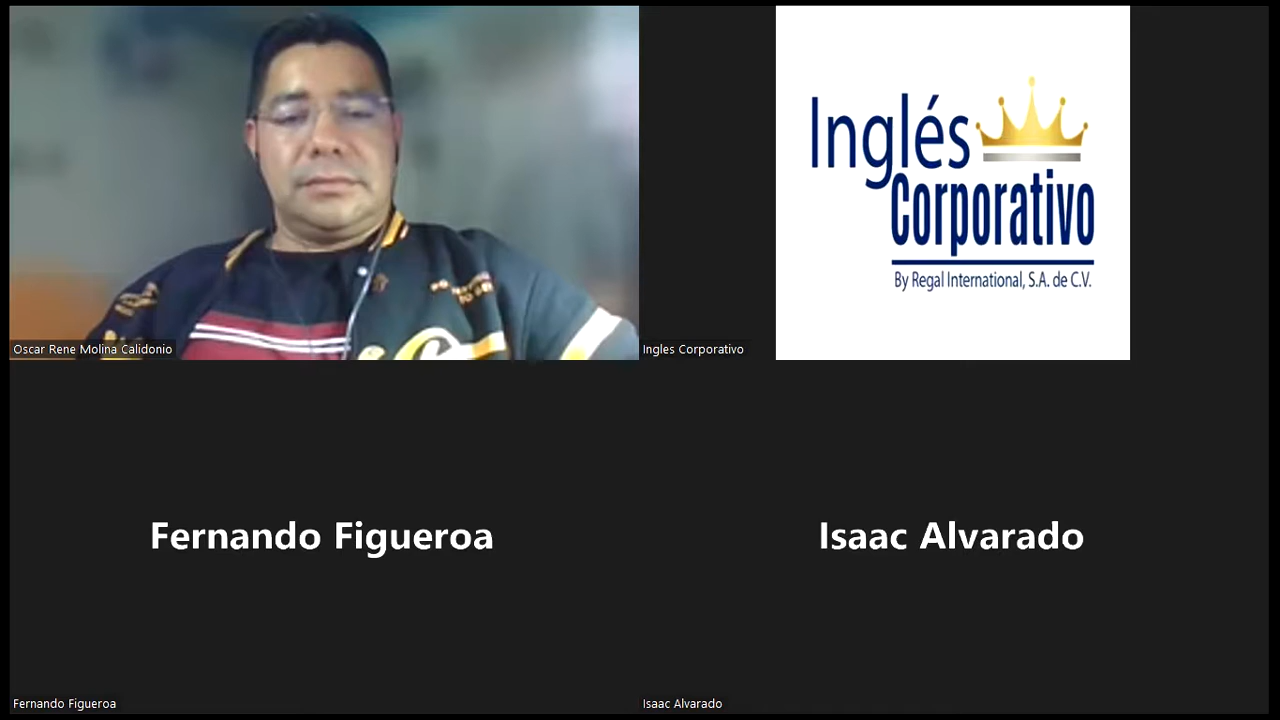 Inglés
Corporativo
By Regal International, S.A. de C.V.
Oscar Rene Molina Calidonio
Ingles Corporativo
Fernando Figueroa
Isaac Alvarado
Fernando Figueroa
Isaac Alvarado